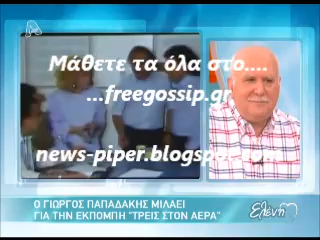 Μάθετε τα όλα στο....
...freegossip.gr
news-piper.blogspot.com
Ο ΓΙΩΡΓΟΣ ΠΑΠΑΔΑΚΗΣ ΜΙΛΑΕΙ
ΓΙΑ ΤΗΝ ΕΚΠΟΜΠΗ "ΤΡΕΙΣ ΣΤΟΝ ΑΕΡΑ"
Ελένη